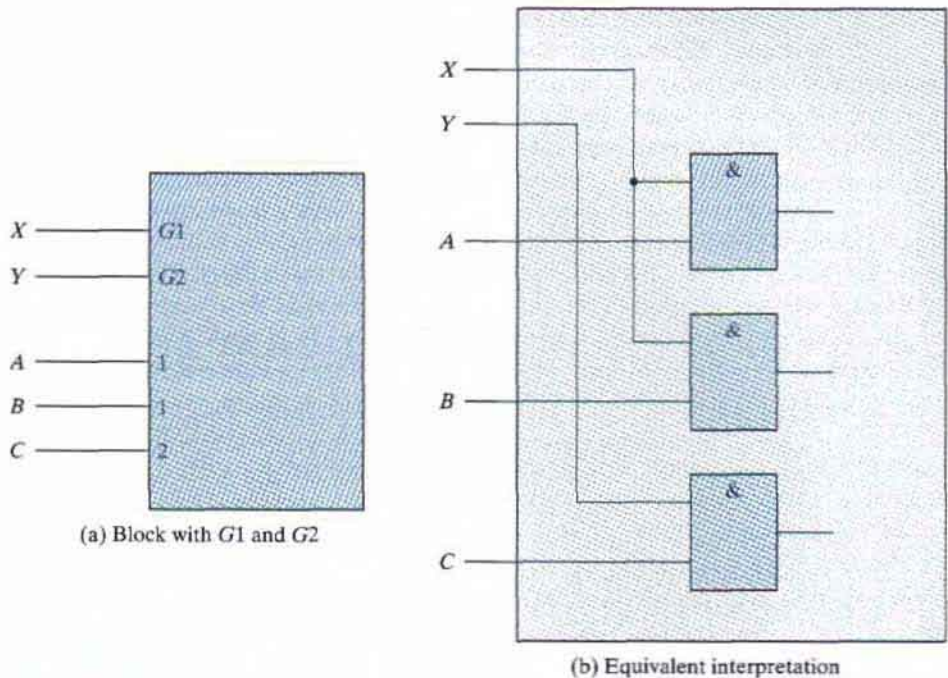 X
G1
Y
G2
A
1
B
1
C
2
(a) Block with G1 and G2
X
Y
&
A
&
B
&
C
(b) Equivalent interpretation